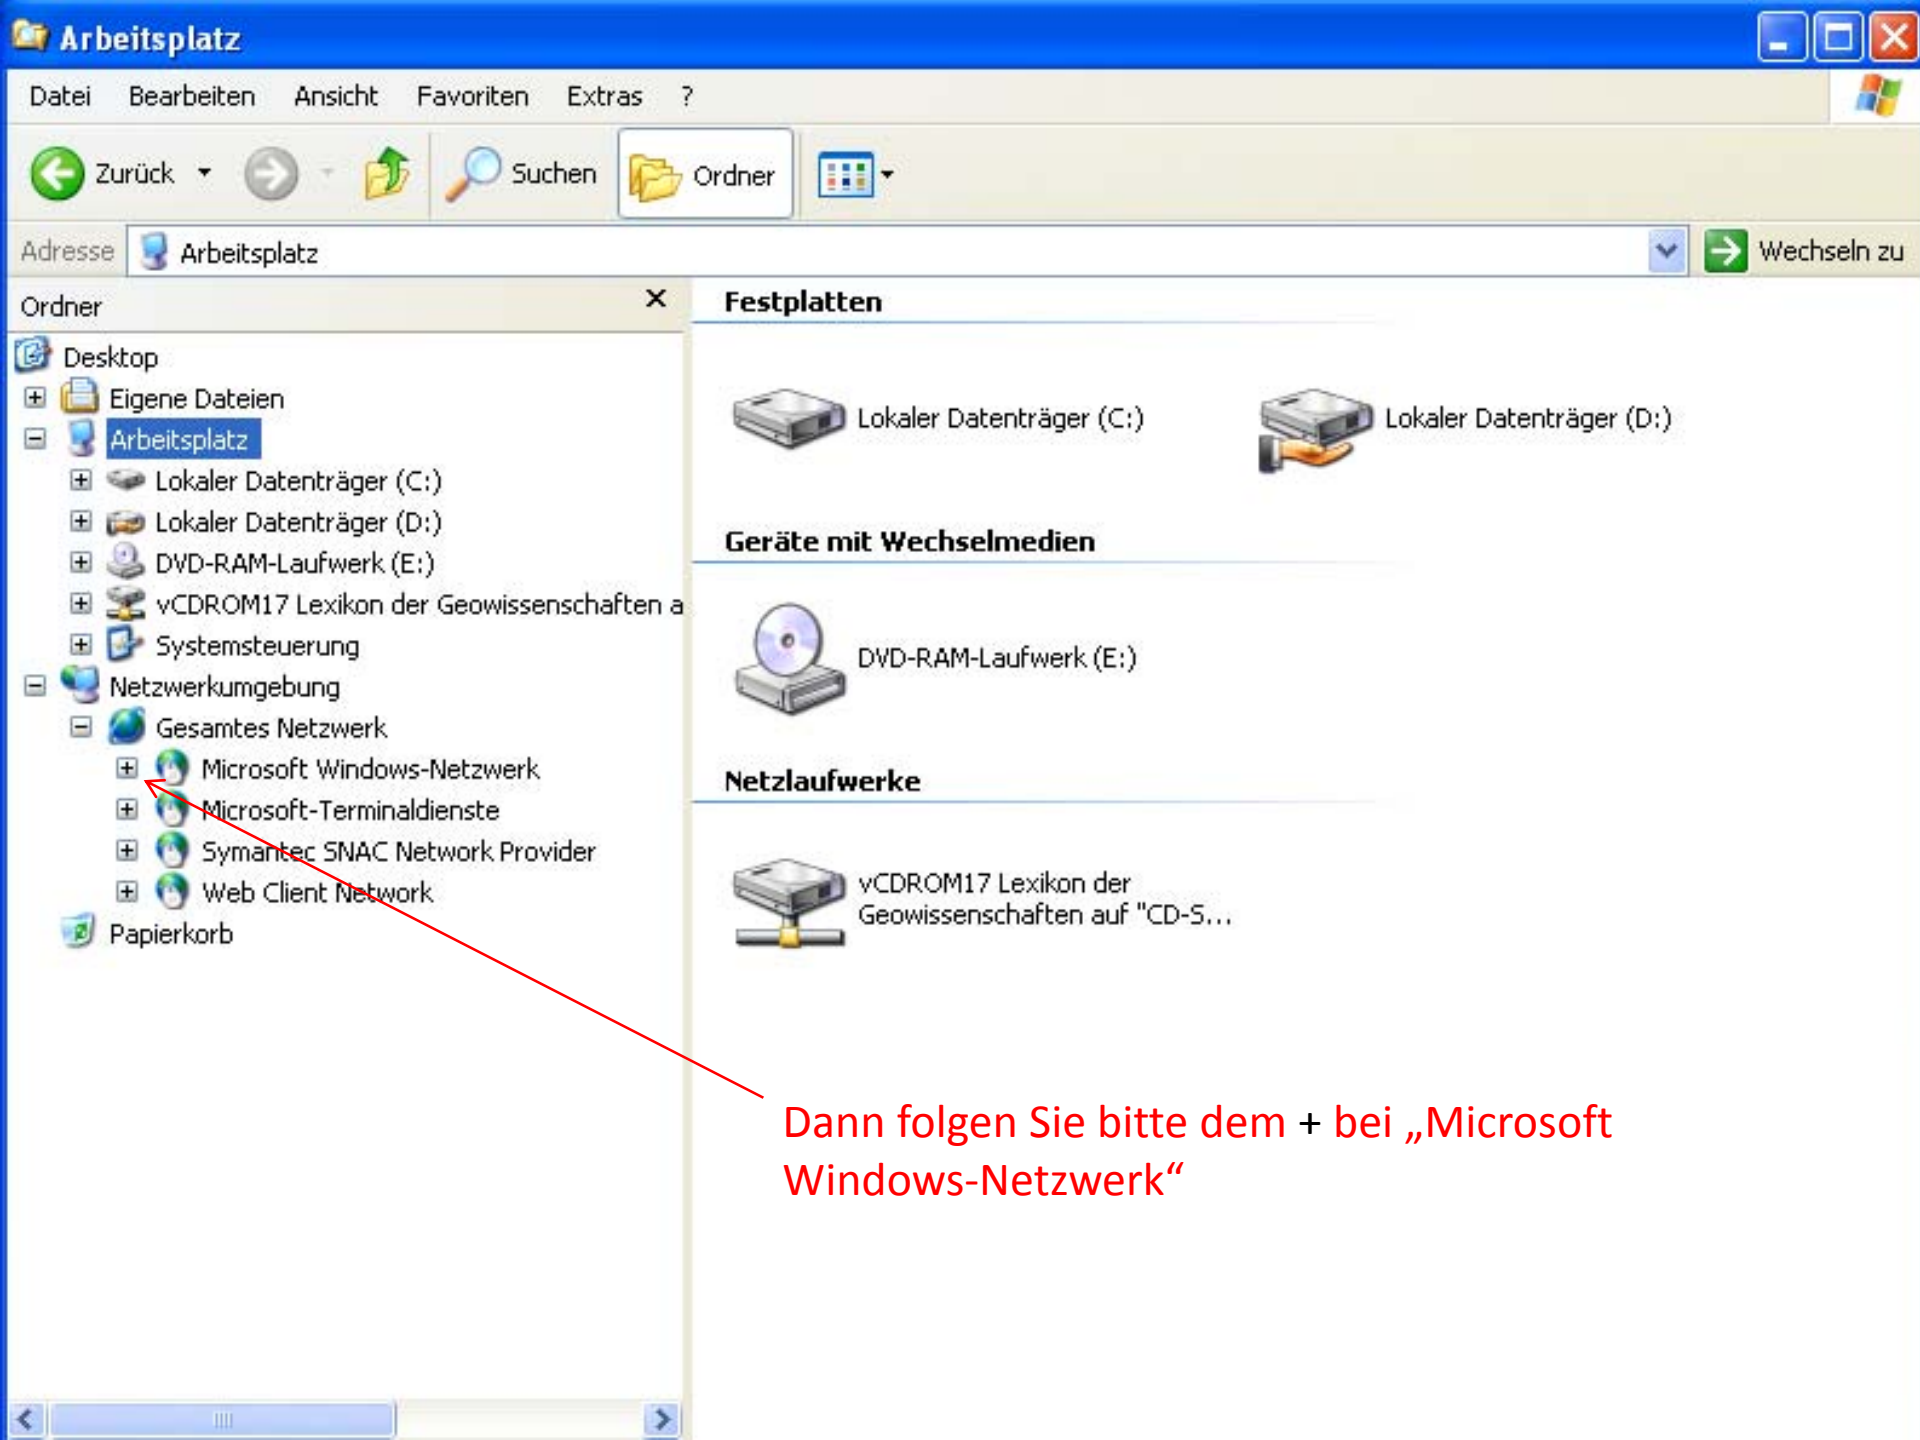 Arbeitsplatz
Datei Bearbeiten Ansicht Favoriten Extras ?
Zurück Suchen Ordner
Adresse Arbeitsplatz Wechseln zu
Ordner
Desktop
Eigene Dateien
Arbeitsplatz
Lokaler Datenträger (C:)
Lokaler Datenträger (D:)
DVD-RAM-Laufwerk (E:)
vCDROM17 Lexikon der Geowissenschaften a
Systemsteuerung
Netzwerkumgebung
Gesamtes Netzwerk
Microsoft Windows-Netzwerk
Microsoft-Terminaldienste
Symantec SNAC Network Provider
Web Client Network
Papierkorb
Festplatten
Lokaler Datenträger (C:)
Lokaler Datenträger (D:)
Geräte mit Wechselmedien
DVD-RAM-Laufwerk (E:)
Netzlaufwerke
vCDROM17 Lexikon der
Geowissenschaften auf "CD-S...
Dann folgen Sie bitte dem + bei „Microsoft
Windows-Netzwerk“